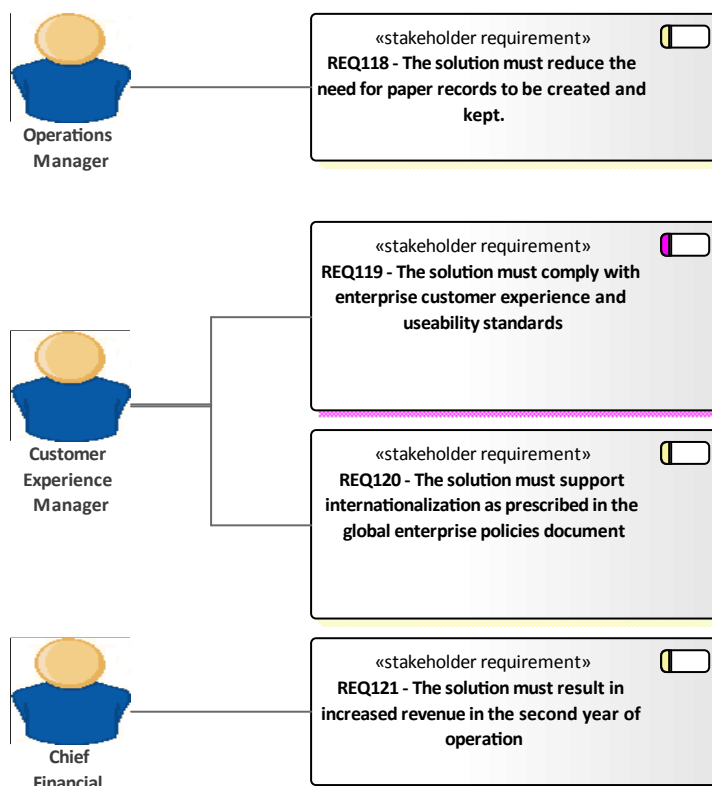 «stakeholder requirement»
REQ118 - The solution must reduce the
need for paper records to be created and
kept.
Operations
Manager
«stakeholder requirement»
REQ119 - The solution must comply with
enterprise customer experience and
useability standards
Customer
Experience
Manager
«stakeholder requirement»
REQ120 - The solution must support
internationalization as prescribed in the
global enterprise policies document
«stakeholder requirement»
REQ121 - The solution must result in
increased revenue in the second year of
operation
Chief
Financial